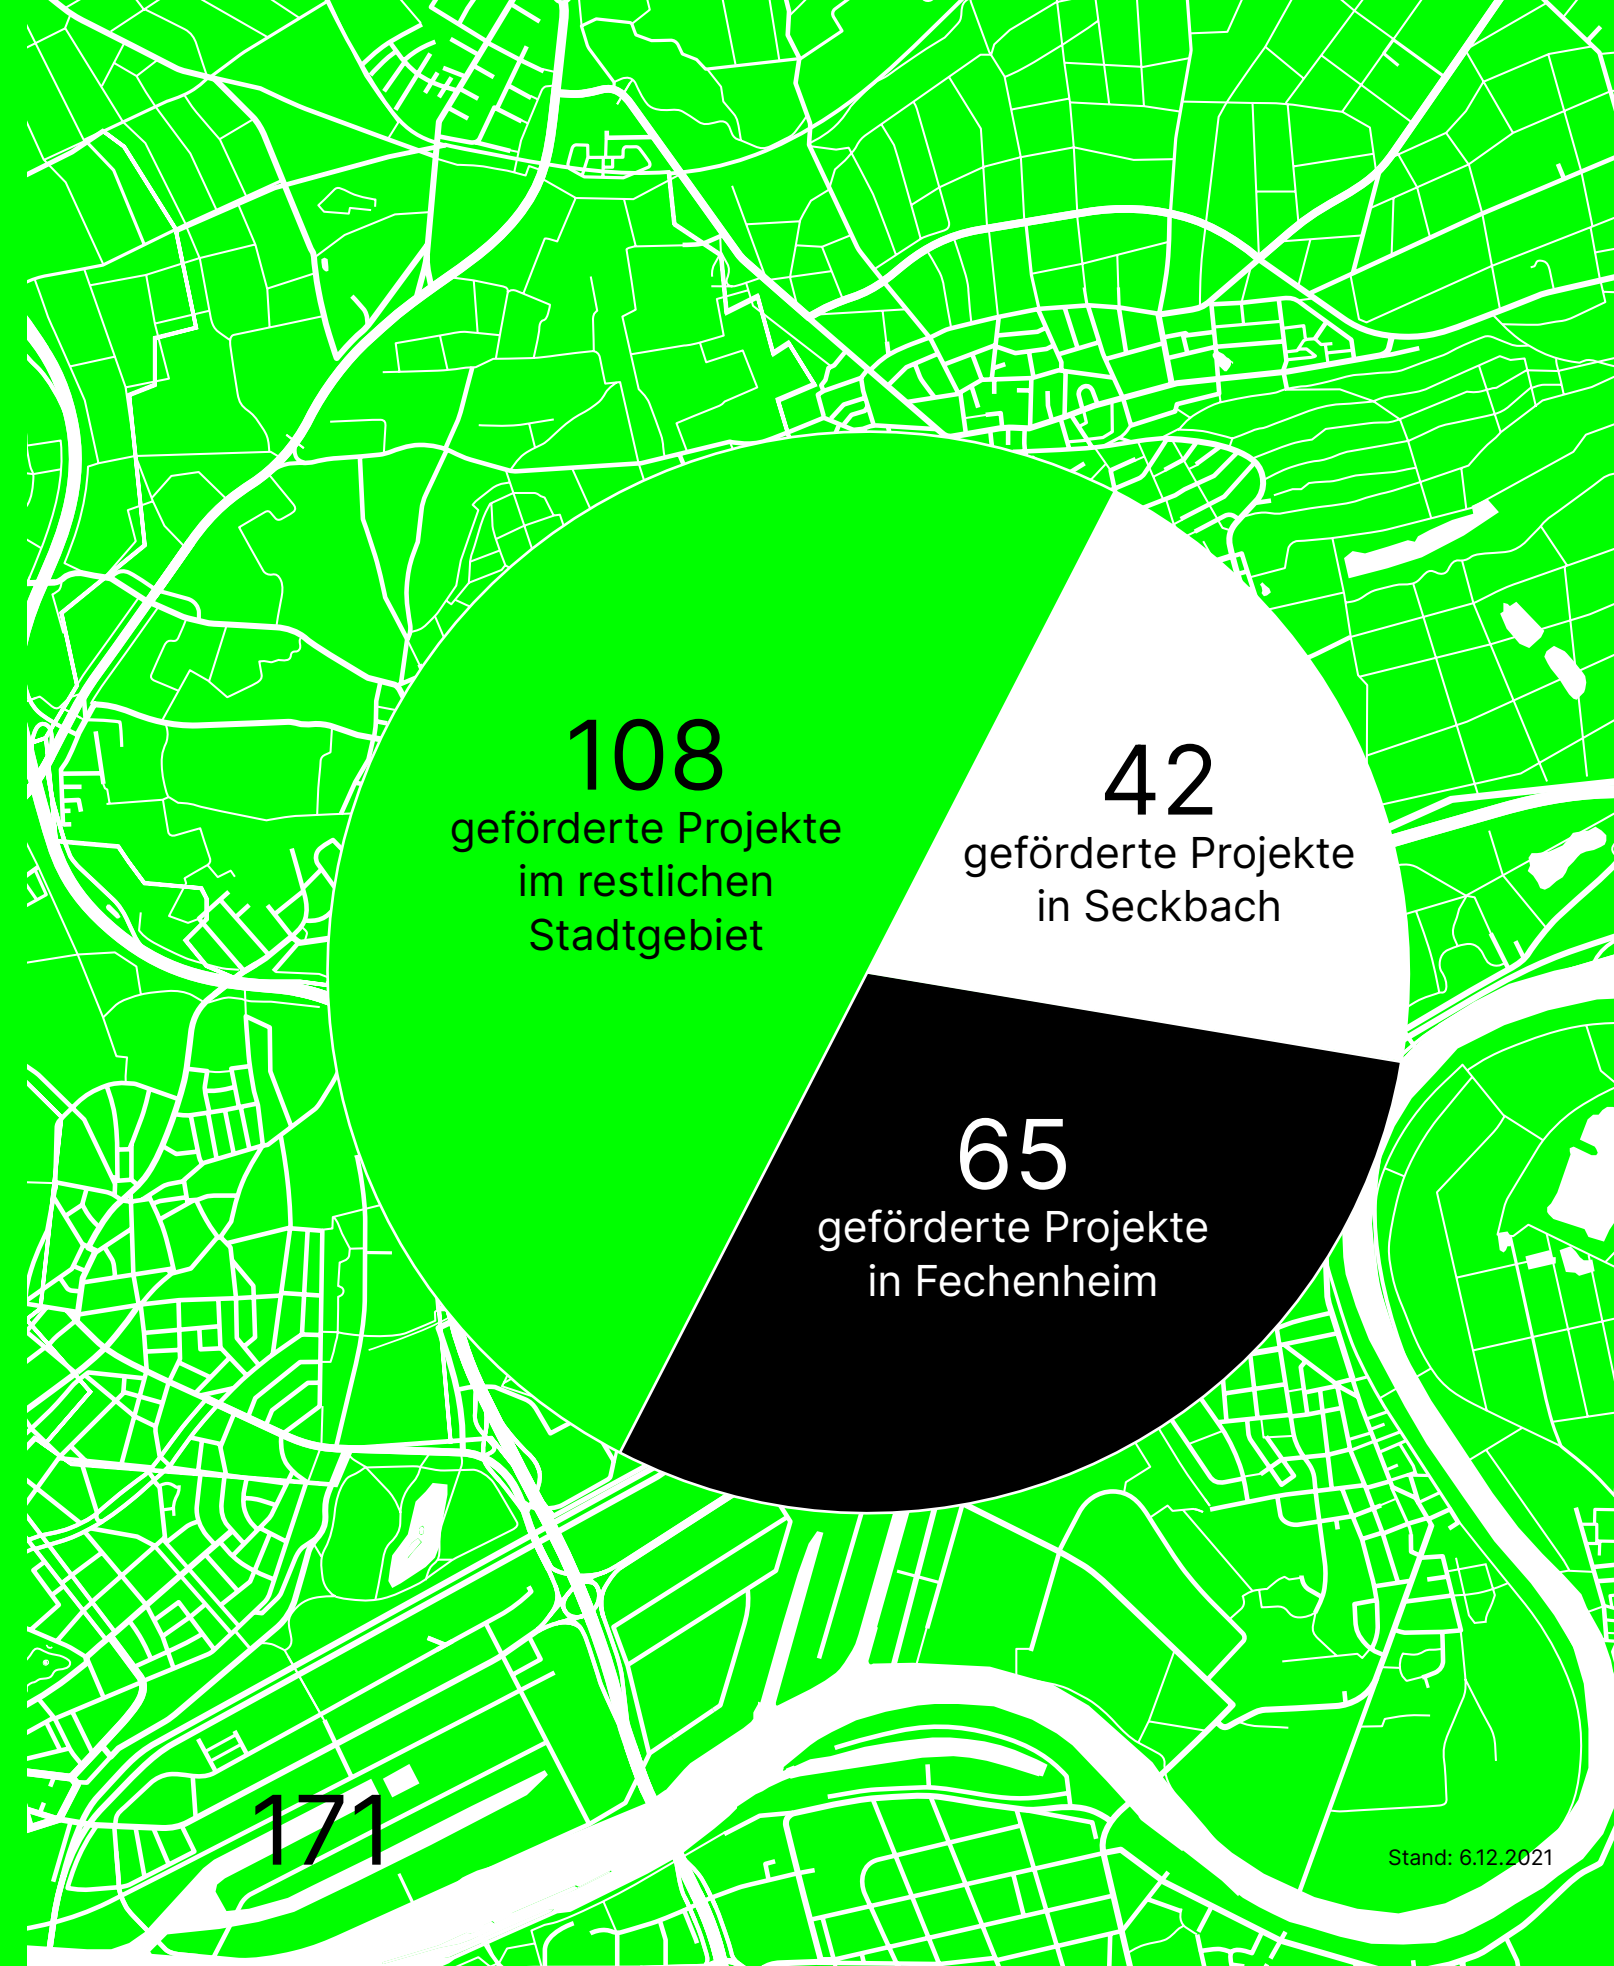 108
geförderte Projekte
im restlichen
Stadtgebiet
42
geförderte Projekte
in Seckbach
65
geförderte Projekte
in Fechenheim
171
Stand: 6.12.2021